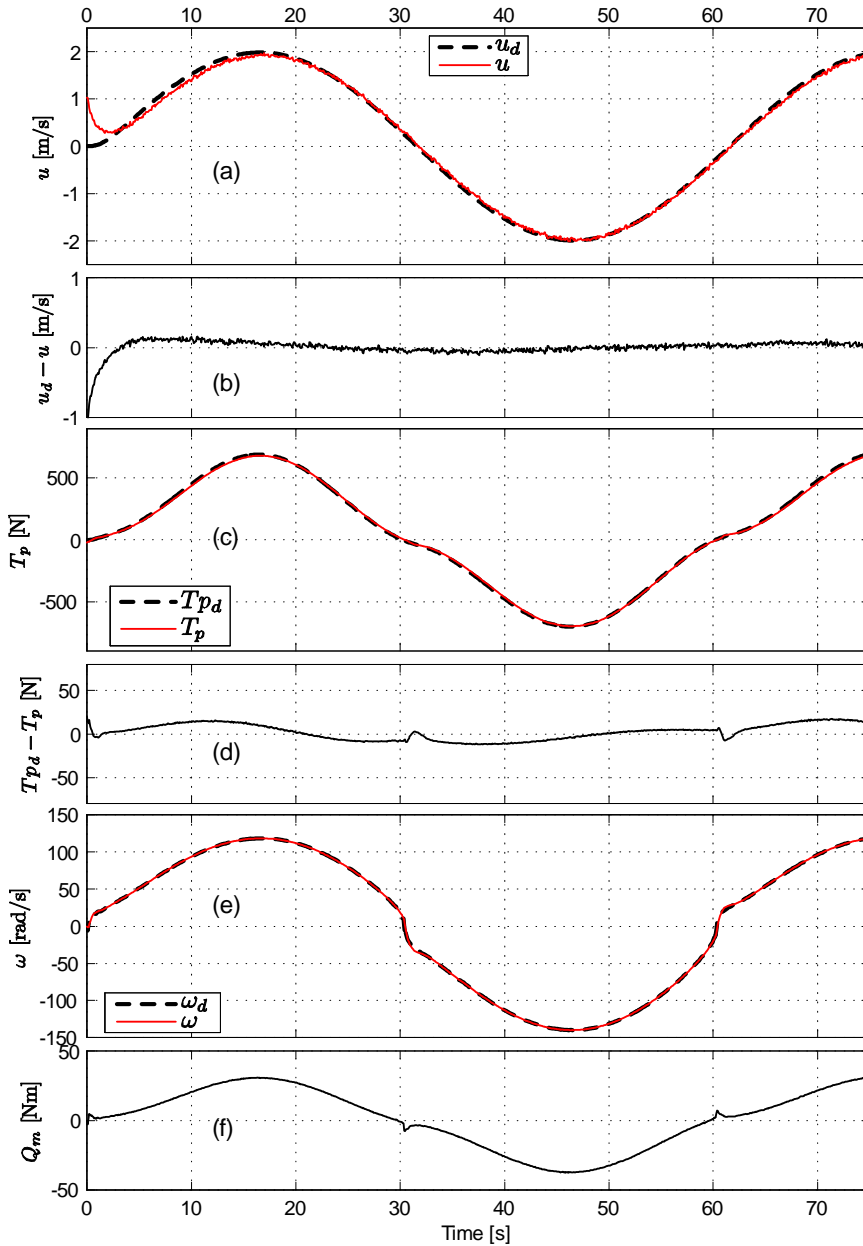 0 10 20 30 40 50 60 70
2
1
0
-1
-2
u [m/s]
u_d
u
(a)
1
0
-1
u_d − u [m/s]
(b)
500
0
-500
T_p [N]
(c)
Tp_d
T_p
50
0
-50
Tp_d − T_p [N]
(d)
150
100
50
0
-50
-100
-150
ω [rad/s]
(e)
ω_d
ω
50
0
-50
Q_m [Nm]
(f)
0 10 20 30 40 50 60 70
Time [s]